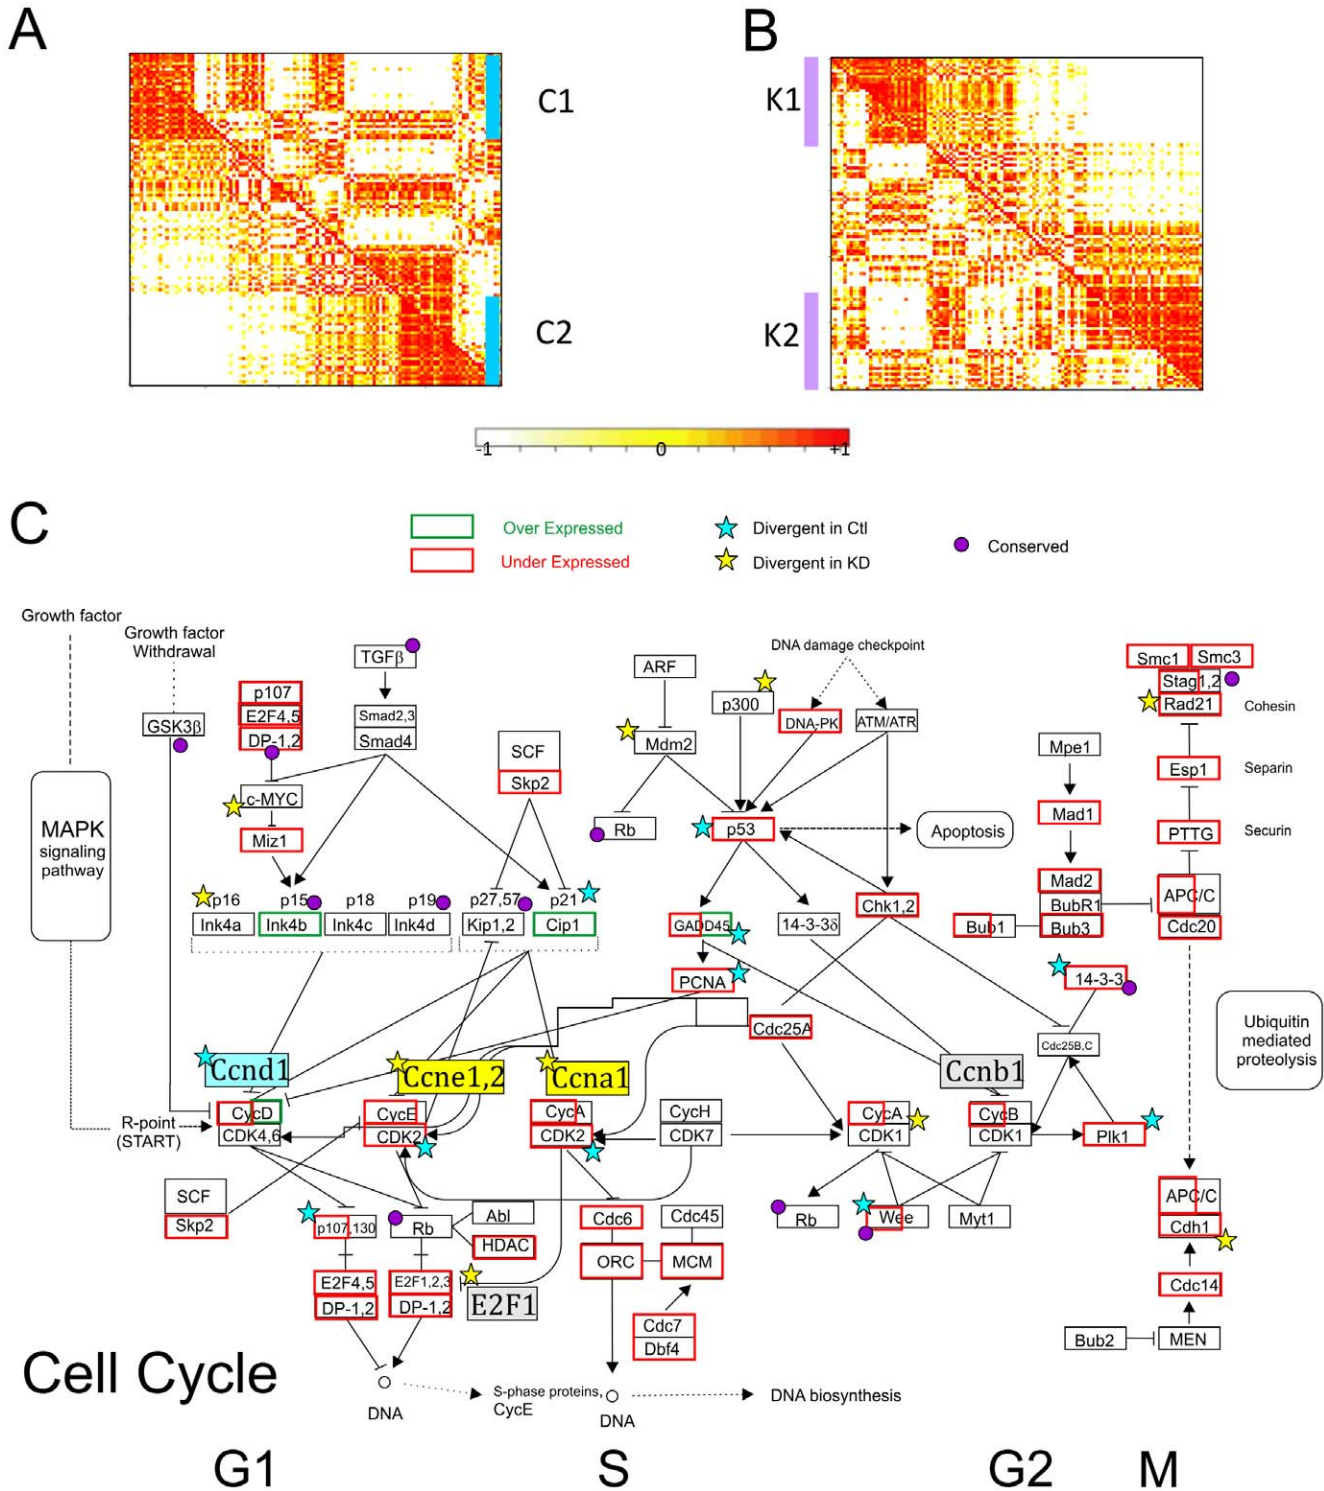 A
B
C1
C2
K1
K2
-1 0 +1
C
Over Expressed
Under Expressed
Divergent in Ctl
Divergent in KD
Conserved
Growth factor
Growth factor
Withdrawal
GSK3β
MAPK
signaling
pathway
p107
E2F4,5
DP-1,2
c-MYC
Miz1
TGFβ
Smad2,3
Smad4
SCF
Skp2
ARF
Mdm2
Rb
p300
DNA damage checkpoint
DNA-PK
ATM/ATR
p53
Apoptosis
Smc1
Smc3
Stag1,2
Rad21
Cohesin
Mpe1
Esp1
Separin
Mad1
PTTG
Securin
Mad2
BubR1
Bub3
Bub1
APC/C
Cdc20
p16
p15
p18
p19
p27,57
p21
Ink4a
Ink4b
Ink4c
Ink4d
Kip1,2
Cip1
GADD45
14-3-3δ
Chk1,2
PCNA
14-3-3
Cdc25A
Cdc25B,C
Ubiquitin
mediated
proteolysis
Ccnd1
Ccne1,2
Ccna1
Ccnb1
R-point
(START)
CycD
CDK4,6
CycE
CDK2
CycA
CDK2
CycH
CDK7
CycA
CDK1
CycB
CDK1
Plk1
SCF
Skp2
p107,130
Rb
Abl
HDAC
Cdc6
Cdc45
ORC
MCM
Rb
Wee
Myt1
APC/C
Cdh1
E2F4,5
DP-1,2
E2F1,2,3
DP-1,2
E2F1
Cdc7
Dbf4
Cdc14
Bub2
MEN
Cell Cycle
DNA
S-phase proteins,
CycE
DNA
DNA biosynthesis
G1
S
G2
M